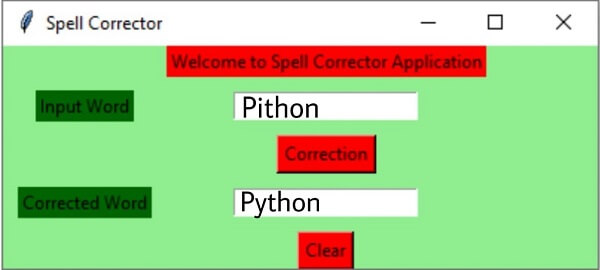 Spell Corrector
Welcome to Spell Corrector Application
Input Word
Pithon
Correction
Corrected Word
Python
Clear